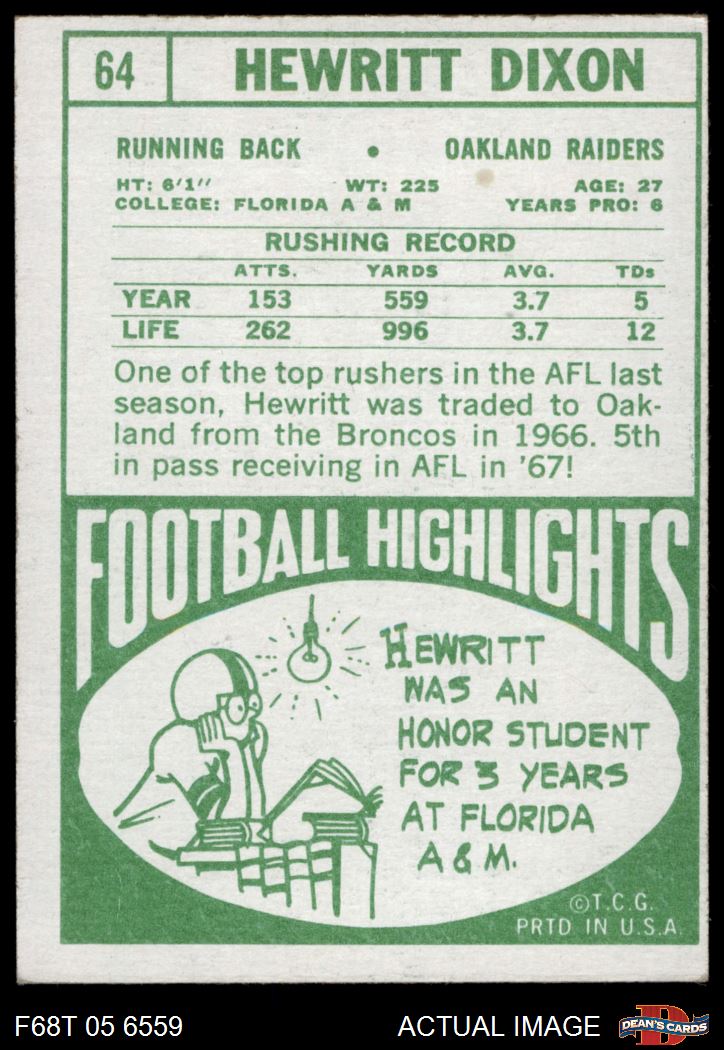 64 HEWRITT DIXON
RUNNING BACK • OAKLAND RAIDERS
HT: 6'1" WT: 225 AGE: 27
COLLEGE: FLORIDA A & M YEARS PRO: 6
RUSHING RECORD
ATTS. YARDS AVG. TDs
YEAR 153 559 3.7 5
LIFE 262 996 3.7 12
One of the top rushers in the AFL last
season, Hewritt was traded to Oak-
land from the Broncos in 1966. 5th
in pass receiving in AFL in '67!
FOOTBALL HIGHLIGHTS
HEWRITT
WAS AN
HONOR STUDENT
FOR 3 YEARS
AT FLORIDA
A & M.
©T.C.G.
PRTD IN U.S.A.
F68T 05 6559 ACTUAL IMAGE D DEAN'S CARDS